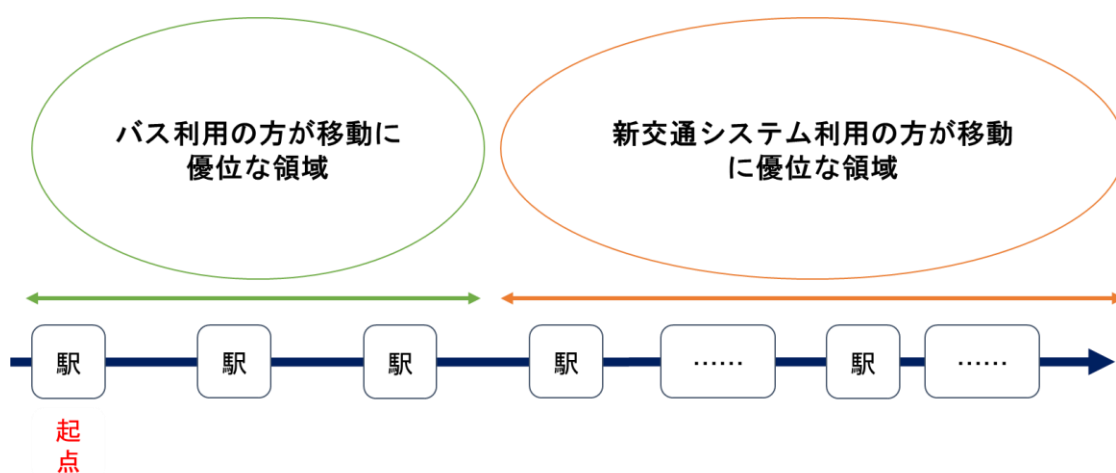 バス利用の方が移動に
優位な領域
新交通システム利用の方が移動
に優位な領域
駅
駅
駅
駅
……
駅
……
起
点